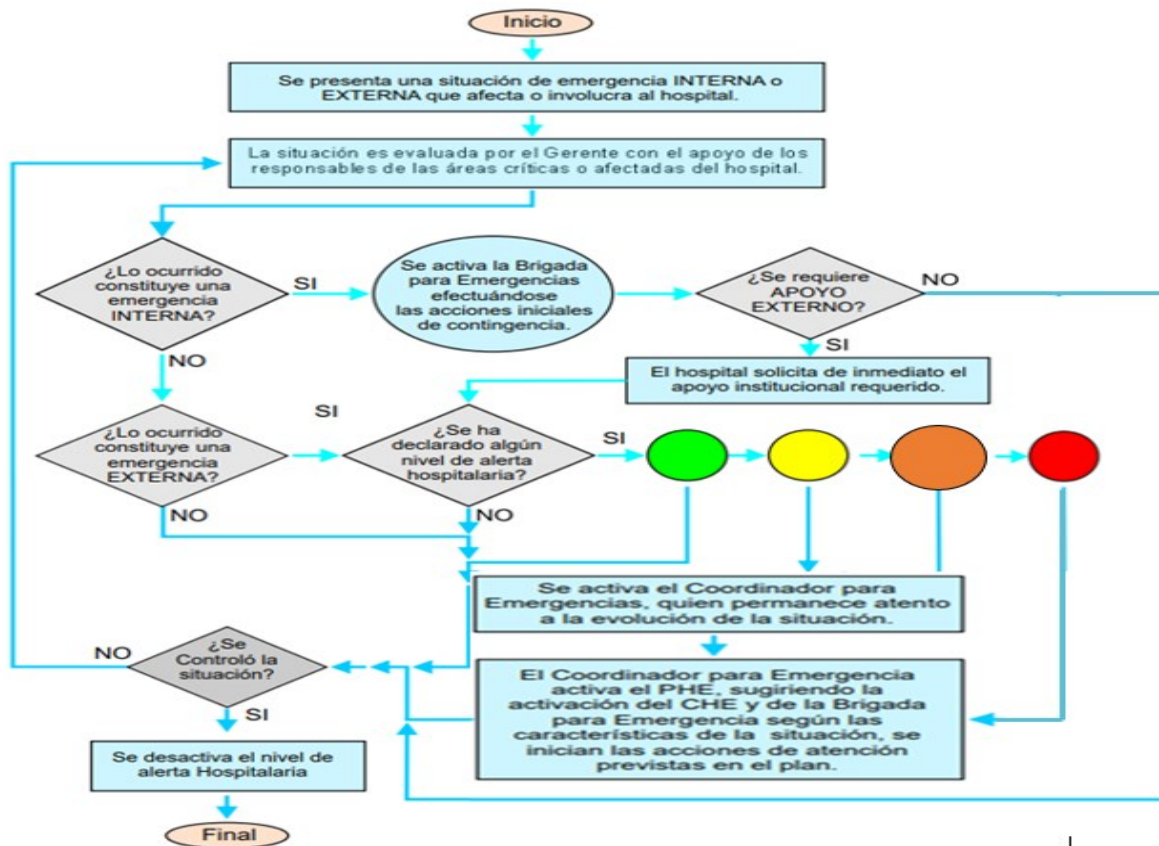 Inicio
Se presenta una situación de emergencia INTERNA o
EXTERNA que afecta o involucra al hospital.
La situación es evaluada por el Gerente con el apoyo de los
responsables de las áreas críticas o afectadas del hospital.
¿Lo ocurrido
constituye una
emergencia
INTERNA?
SI
Se activa la Brigada
para Emergencias
efectuándose
las acciones iniciales
de contingencia.
¿Se requiere
APOYO
EXTERNO?
NO
SI
NO
El hospital solicita de inmediato el
apoyo institucional requerido.
¿Lo ocurrido
constituye una
emergencia
EXTERNA?
SI
¿Se ha
declarado algún
nivel de alerta
hospitalaria?
SI
NO
NO
Se activa el Coordinador para
Emergencias, quien permanece atento
a la evolución de la situación.
¿Se
Controló la
situación?
NO
SI
El Coordinador para Emergencia
activa el PHE, sugiriendo la
activación del CHE y de la Brigada
para Emergencia según las
características de la situación, se
inician las acciones de atención
previstas en el plan.
Se desactiva el nivel de
alerta Hospitalaria
Final